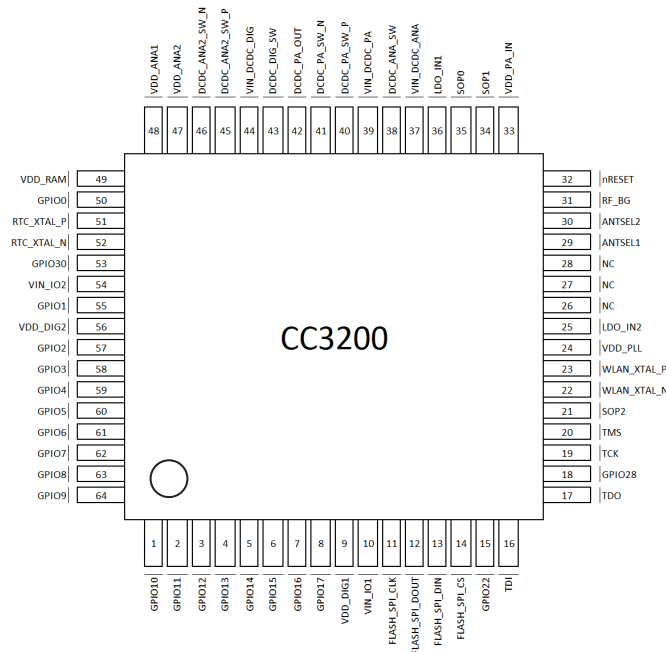 VDD_ANA1
VDD_ANA2
DCDC_ANA2_SW_N
DCDC_ANA2_SW_P
VIN_DCDC_DIG
DCDC_DIG_SW
DCDC_PA_OUT
DCDC_PA_SW_N
DCDC_PA_SW_P
VIN_DCDC_PA
DCDC_ANA_SW
VIN_DCDC_ANA
LDO_IN1
SOP0
SOP1
VDD_PA_IN
48 47 46 45 44 43 42 41 40 39 38 37 36 35 34 33
VDD_RAM 49
GPIO0 50
RTC_XTAL_P 51
RTC_XTAL_N 52
GPIO30 53
VIN_IO2 54
GPIO1 55
VDD_DIG2 56
GPIO2 57
GPIO3 58
GPIO4 59
GPIO5 60
GPIO6 61
GPIO7 62
GPIO8 63
GPIO9 64
CC3200
32 nRESET
31 RF_BG
30 ANTSEL2
29 ANTSEL1
28 NC
27 NC
26 NC
25 LDO_IN2
24 VDD_PLL
23 WLAN_XTAL_P
22 WLAN_XTAL_N
21 SOP2
20 TMS
19 TCK
18 GPIO28
17 TDO
1 2 3 4 5 6 7 8 9 10 11 12 13 14 15 16
GPIO10
GPIO11
GPIO12
GPIO13
GPIO14
GPIO15
GPIO16
GPIO17
VDD_DIG1
VIN_IO1
FLASH_SPI_CLK
FLASH_SPI_DOUT
FLASH_SPI_DIN
FLASH_SPI_CS
GPIO22
TDI